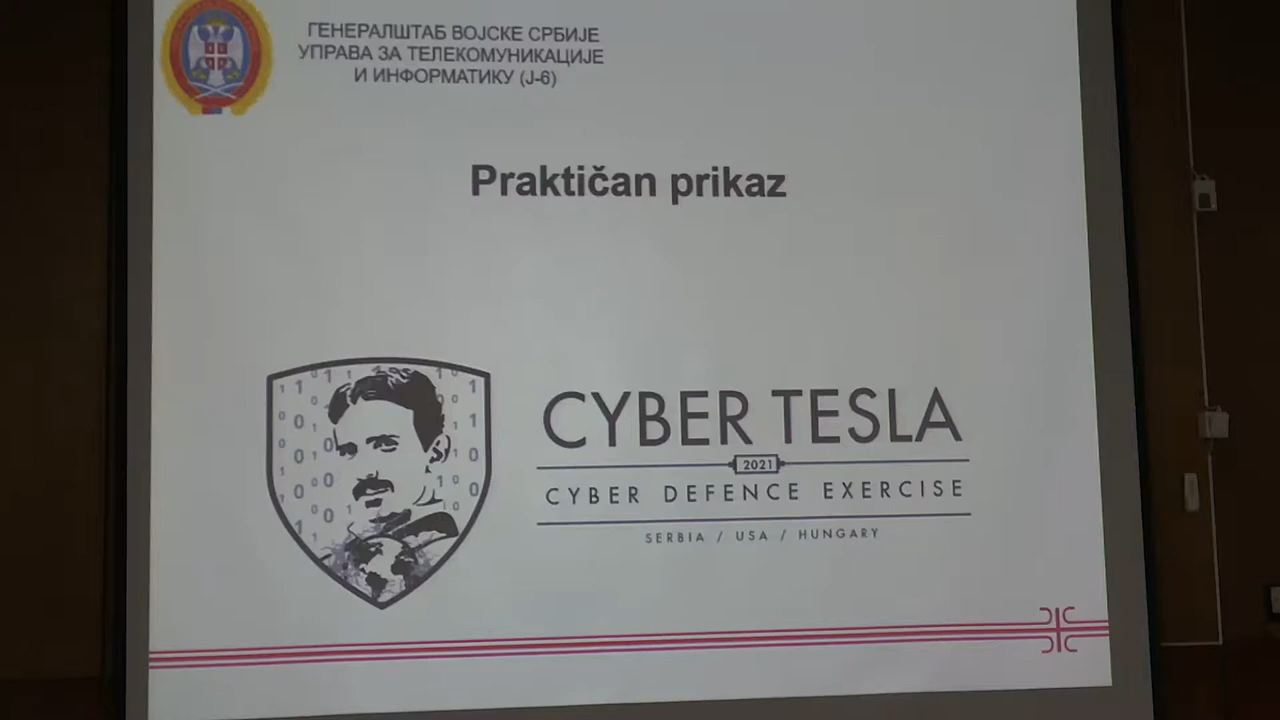 ГЕНЕРАЛШТАБ ВОЈСКЕ СРБИЈЕ
УПРАВА ЗА ТЕЛЕКОМУНИКАЦИЈЕ
И ИНФОРМАТИКУ (Ј-6)
Praktičan prikaz
CYBER TESLA
2021
CYBER DEFENCE EXERCISE
SERBIA / USA / HUNGARY